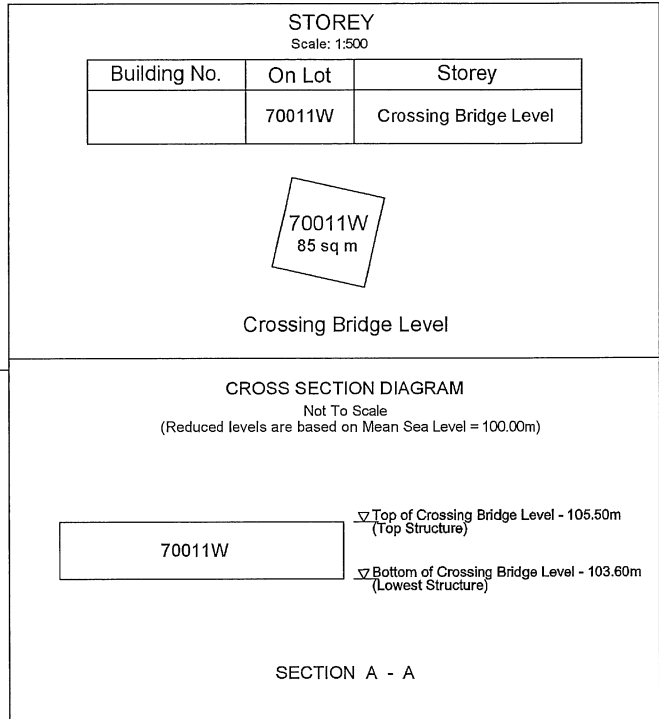 STOREY
Scale: 1:500
Building No. On Lot Storey
70011W Crossing Bridge Level
70011W
85 sq m
Crossing Bridge Level
CROSS SECTION DIAGRAM
Not To Scale
(Reduced levels are based on Mean Sea Level = 100.00m)
Top of Crossing Bridge Level - 105.50m
(Top Structure)
70011W
Bottom of Crossing Bridge Level - 103.60m
(Lowest Structure)
SECTION A - A